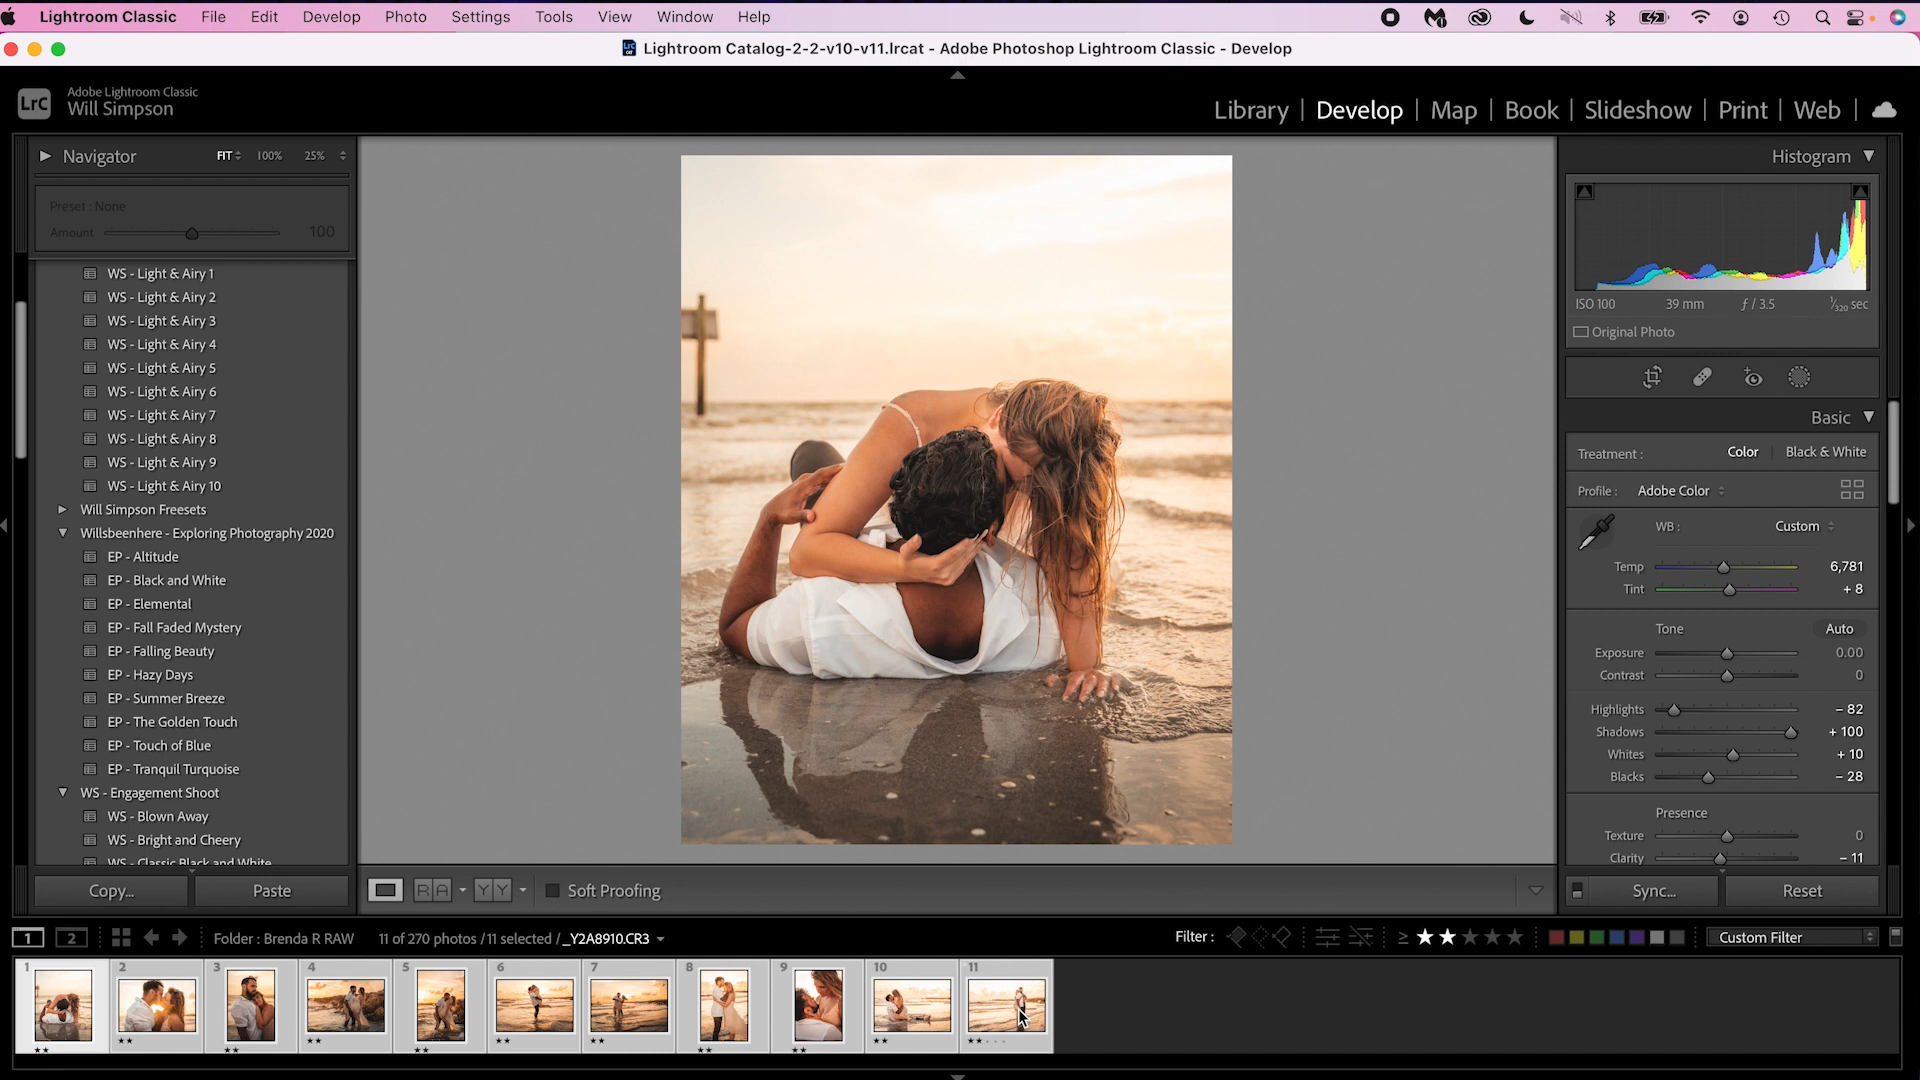 Lightroom Classic File Edit Develop Photo Settings Tools View Window Help
Lightroom Catalog-2-2-v10-v11.lrcat - Adobe Photoshop Lightroom Classic - Develop
LrC
Adobe Lightroom Classic
Will Simpson
Library | Develop | Map | Book | Slideshow | Print | Web |
Navigator FIT 100% 25%
Preset : None
Amount 100
WS - Light & Airy 1
WS - Light & Airy 2
WS - Light & Airy 3
WS - Light & Airy 4
WS - Light & Airy 5
WS - Light & Airy 6
WS - Light & Airy 7
WS - Light & Airy 8
WS - Light & Airy 9
WS - Light & Airy 10
Will Simpson Freesets
Willsbeenhere - Exploring Photography 2020
EP - Altitude
EP - Black and White
EP - Elemental
EP - Fall Faded Mystery
EP - Falling Beauty
EP - Hazy Days
EP - Summer Breeze
EP - The Golden Touch
EP - Touch of Blue
EP - Tranquil Turquoise
WS - Engagement Shoot
WS - Blown Away
WS - Bright and Cheery
WS - Classic Black and White
Copy... Paste
RA YY Soft Proofing
Histogram
ISO 100 39 mm ƒ / 3.5 1/320 sec
Original Photo
Basic
Treatment : Color Black & White
Profile : Adobe Color
WB : Custom
Temp 6,781
Tint + 8
Tone Auto
Exposure 0.00
Contrast 0
Highlights - 82
Shadows + 100
Whites + 10
Blacks - 28
Presence
Texture 0
Clarity - 11
Sync... Reset
1 2 Folder : Brenda R RAW 11 of 270 photos / 11 selected / _Y2A8910.CR3 Filter : ≥ ★★★★★ Custom Filter
1 2 3 4 5 6 7 8 9 10 11